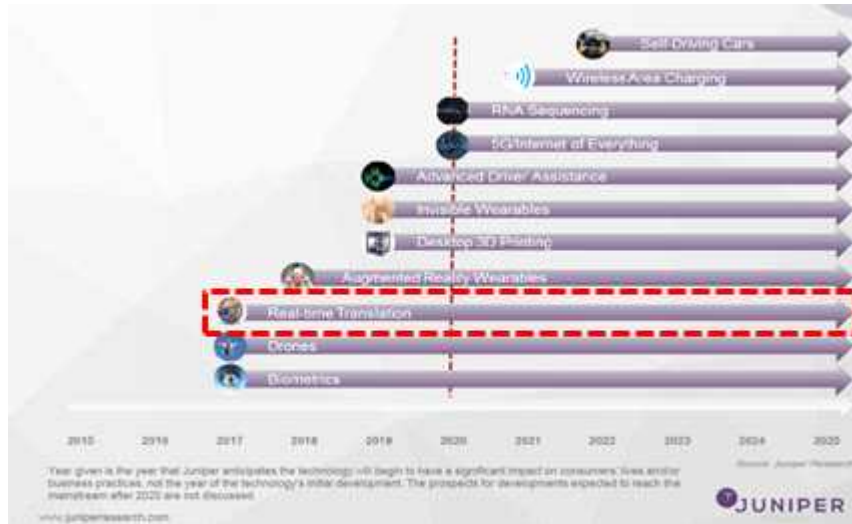 Self-Driving Cars
Wireless Area Charging
RNA Sequencing
5G/Internet of Everything
Advanced Driver Assistance
Invisible Wearables
Desktop 3D Printing
Augmented Reality Wearables
Real-time Translation
Drones
Biometrics
2015 2016 2017 2018 2019 2020 2021 2022 2023 2024 2025
Source: Juniper Research
Year given is the year that Juniper anticipates the technology will begin to have a significant impact on consumers' lives and/or
business practices, not the year of the technology's initial development. The prospects for developments expected to reach the
mainstream after 2025 are not discussed
www.juniperresearch.com
JUNIPER